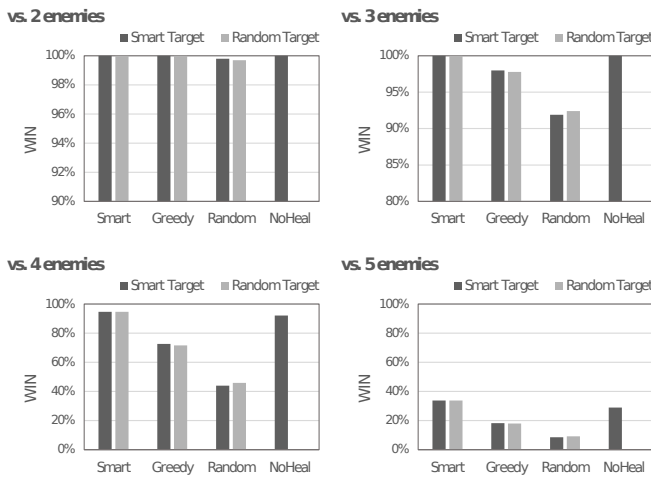 vs. 2 enemies
Smart Target Random Target
100%
98%
96%
94%
92%
90%
WIN
Smart Greedy Random NoHeal
vs. 3 enemies
Smart Target Random Target
100%
95%
90%
85%
80%
WIN
Smart Greedy Random NoHeal
vs. 4 enemies
Smart Target Random Target
100%
80%
60%
40%
20%
0%
WIN
Smart Greedy Random NoHeal
vs. 5 enemies
Smart Target Random Target
100%
80%
60%
40%
20%
0%
WIN
Smart Greedy Random NoHeal